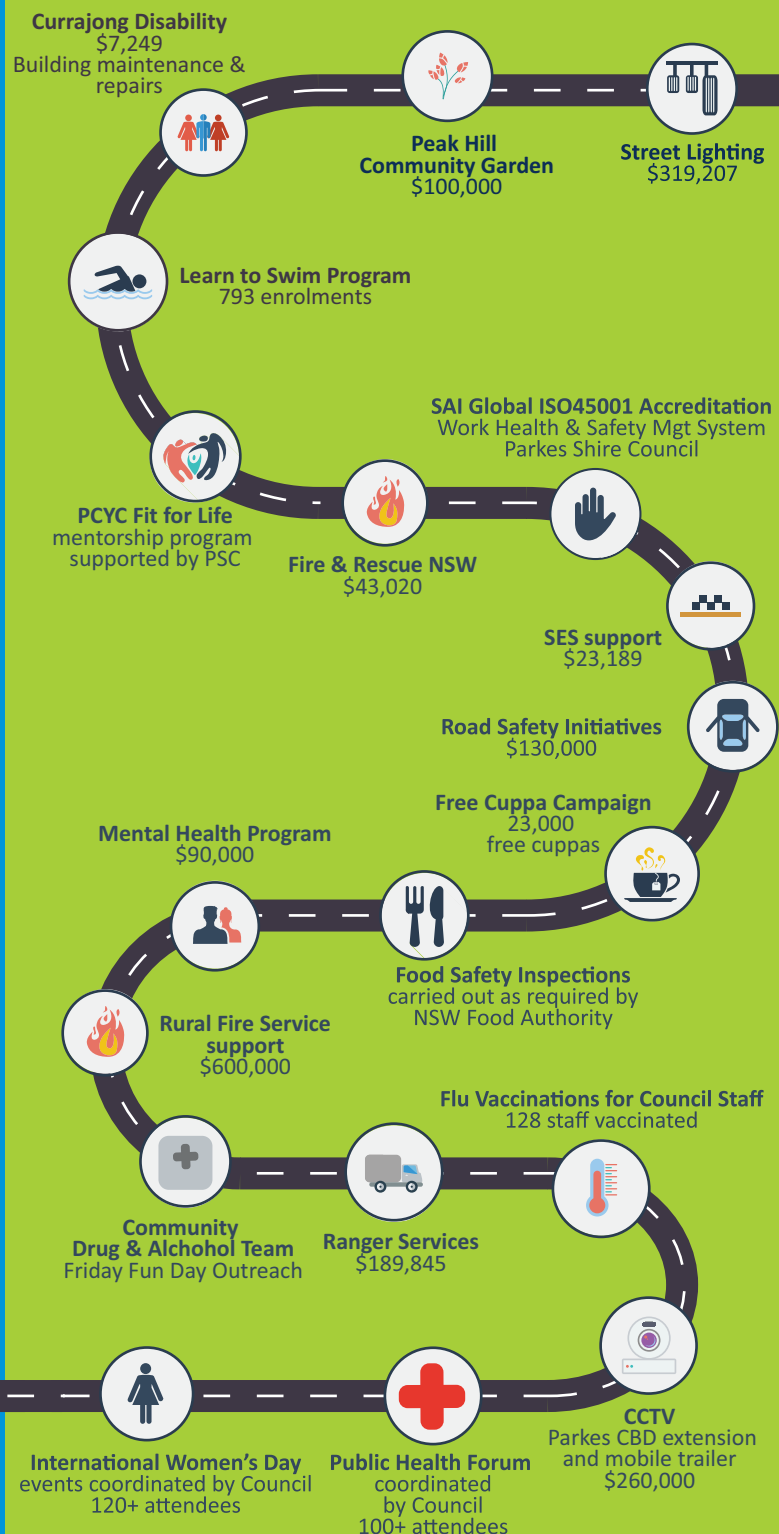 Currajong Disability
$7,249
Building maintenance &
repairs
Peak Hill
Community Garden
$100,000
Street Lighting
$319,207
Learn to Swim Program
793 enrolments
SAI Global ISO45001 Accreditation
Work Health & Safety Mgt System
Parkes Shire Council
PCYC Fit for Life
mentorship program
supported by PSC
Fire & Rescue NSW
$43,020
SES support
$23,189
Road Safety Initiatives
$130,000
Free Cuppa Campaign
23,000
free cuppas
Mental Health Program
$90,000
Food Safety Inspections
carried out as required by
NSW Food Authority
Rural Fire Service
support
$600,000
Flu Vaccinations for Council Staff
128 staff vaccinated
Community
Drug & Alchohol Team
Friday Fun Day Outreach
Ranger Services
$189,845
CCTV
Parkes CBD extension
and mobile trailer
$260,000
International Women's Day
events coordinated by Council
120+ attendees
Public Health Forum
coordinated
by Council
100+ attendees